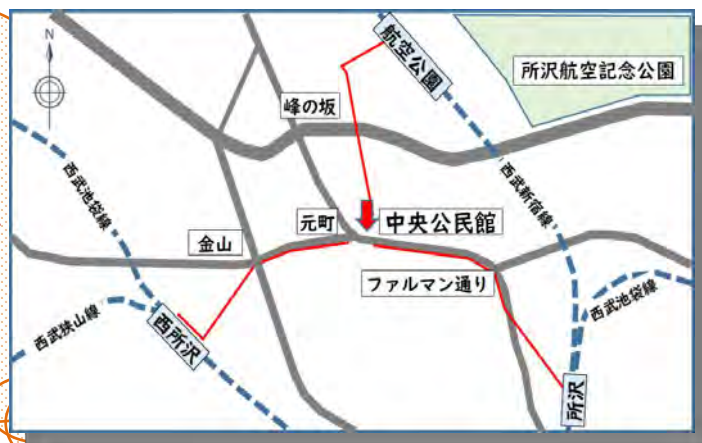 N
航空公園
所沢航空記念公園
峰の坂
西武池袋線
西武新宿線
元町
中央公民館
金山
ファルマン通り
西武池袋線
西武狭山線
西所沢
所沢